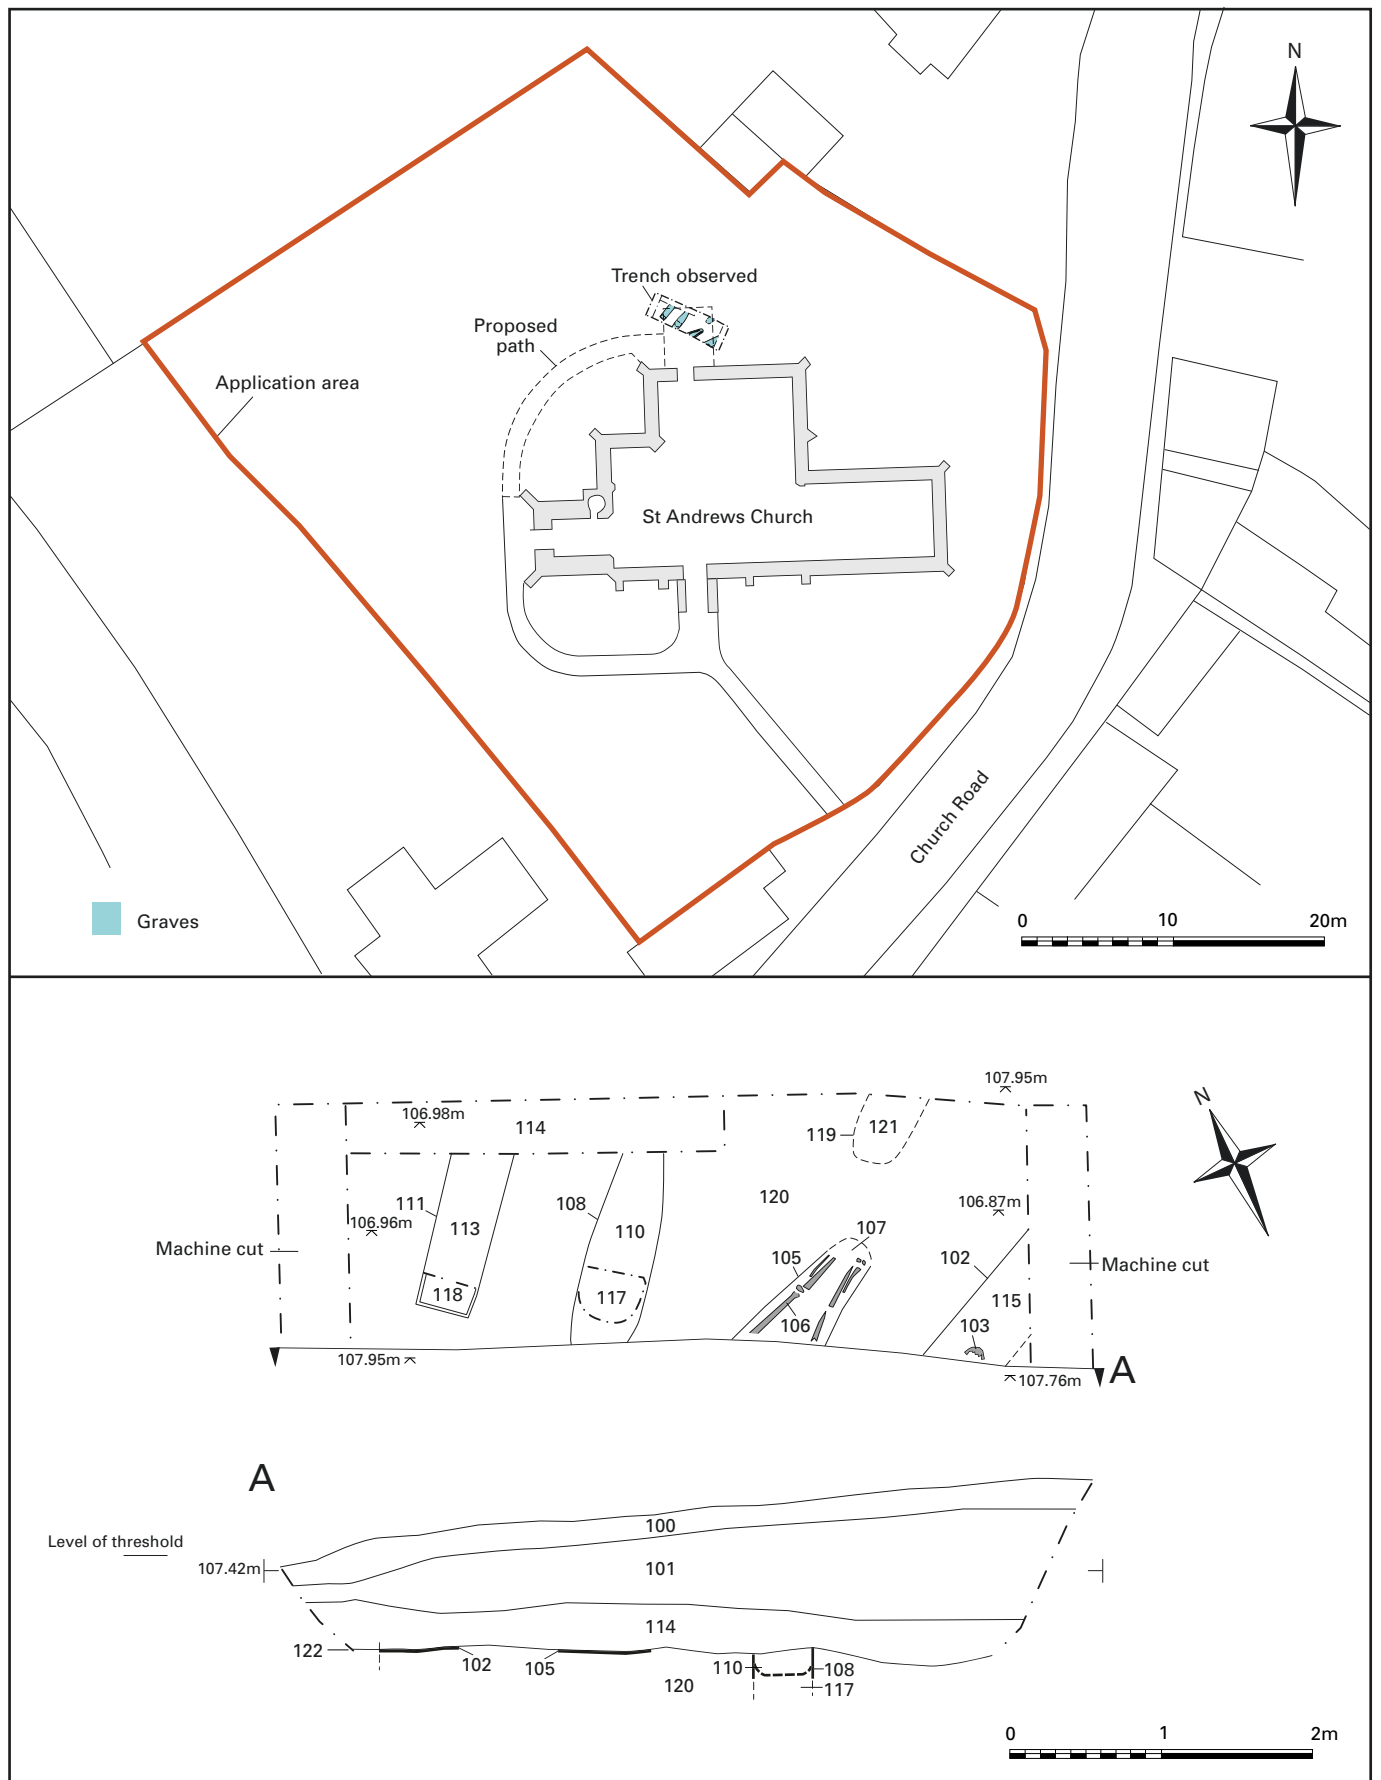 N
Trench observed
Proposed
path
Application area
St Andrews Church
Church Road
Graves
0 10 20m
107.95m
N
106.98m
114
119
121
111
108
120
106.87m
106.96m
113
110
107
Machine cut
105
102
Machine cut
118
117
115
106
103
107.95m
107.76m
A
A
100
Level of threshold
107.42m
101
114
122
102
105
110
108
120
117
0 1 2m